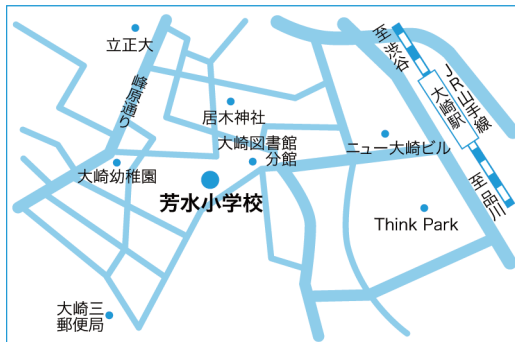 立正大
峰原通り
至渋谷
JR山手線
大崎駅
居木神社
大崎図書館
分館
ニュー大崎ビル
大崎幼稚園
芳水小学校
至品川
Think Park
大崎三
郵便局